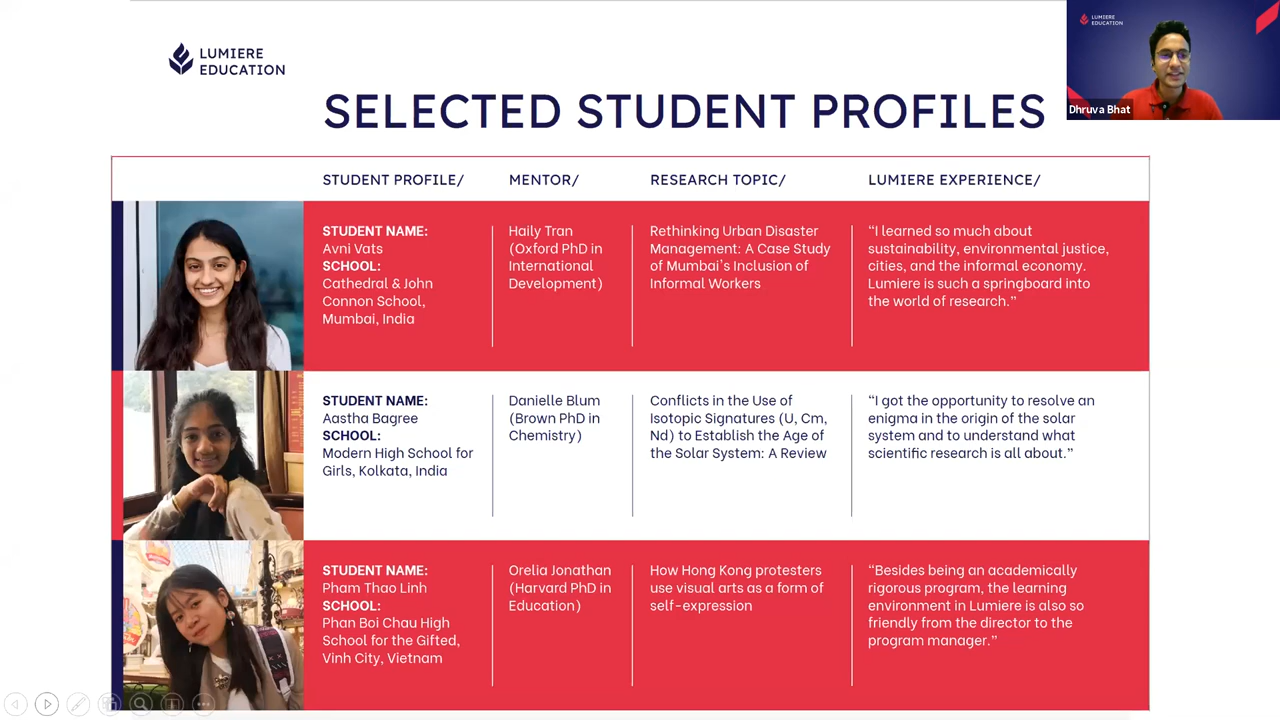 LUMIERE
EDUCATION
LUMIERE
EDUCATION
Dhruva Bhat
SELECTED STUDENT PROFILES
STUDENT PROFILE/
MENTOR/
RESEARCH TOPIC/
LUMIERE EXPERIENCE/
STUDENT NAME:
Avni Vats
SCHOOL:
Cathedral & John
Connon School,
Mumbai, India
Haily Tran
(Oxford PhD in
International
Development)
Rethinking Urban Disaster
Management: A Case Study
of Mumbai's Inclusion of
Informal Workers
“I learned so much about
sustainability, environmental justice,
cities, and the informal economy.
Lumiere is such a springboard into
the world of research.”
STUDENT NAME:
Aastha Bagree
SCHOOL:
Modern High School for
Girls, Kolkata, India
Danielle Blum
(Brown PhD in
Chemistry)
Conflicts in the Use of
Isotopic Signatures (U, Cm,
Nd) to Establish the Age of
the Solar System: A Review
“I got the opportunity to resolve an
enigma in the origin of the solar
system and to understand what
scientific research is all about.”
STUDENT NAME:
Pham Thao Linh
SCHOOL:
Phan Boi Chau High
School for the Gifted,
Vinh City, Vietnam
Orelia Jonathan
(Harvard PhD in
Education)
How Hong Kong protesters
use visual arts as a form of
self-expression
“Besides being an academically
rigorous program, the learning
environment in Lumiere is also so
friendly from the director to the
program manager.”